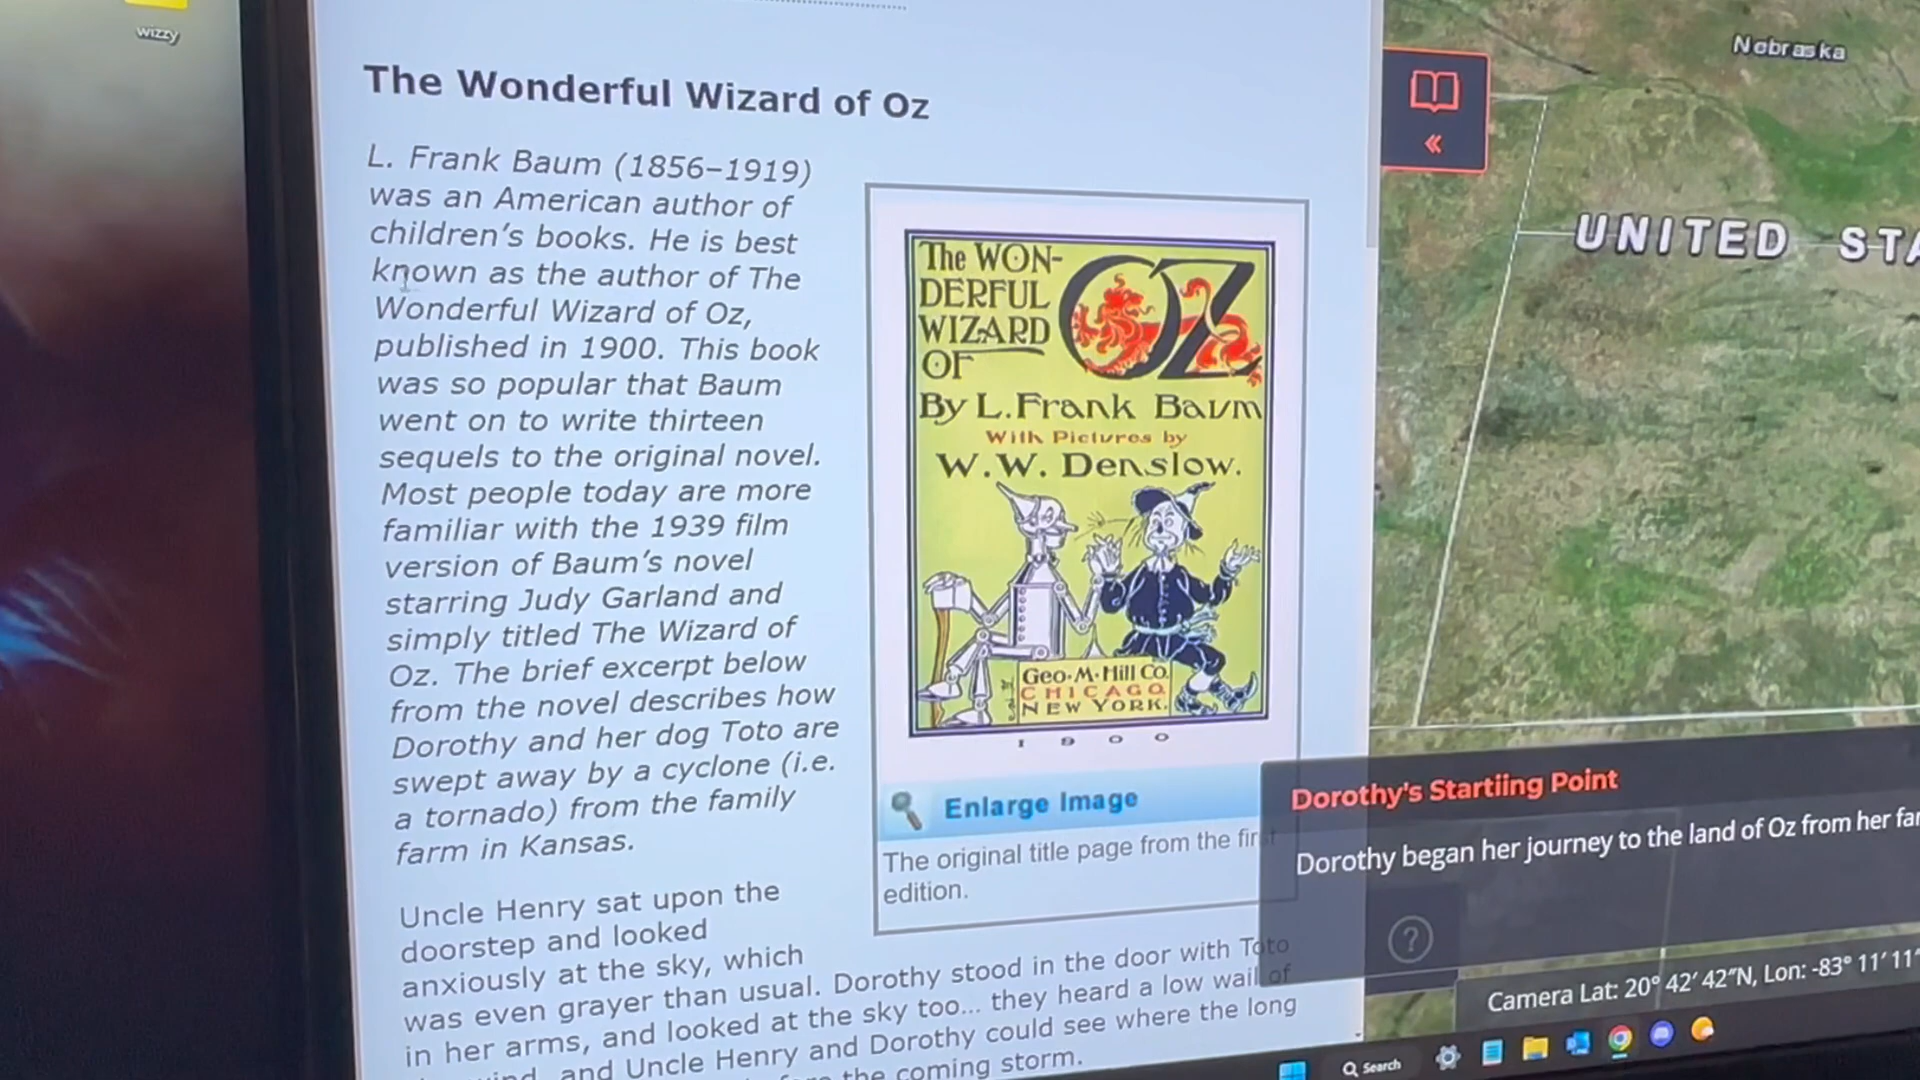 wizzy
The Wonderful Wizard of Oz
L. Frank Baum (1856–1919)
was an American author of
children's books. He is best
known as the author of The
Wonderful Wizard of Oz,
published in 1900. This book
was so popular that Baum
went on to write thirteen
sequels to the original novel.
Most people today are more
familiar with the 1939 film
version of Baum's novel
starring Judy Garland and
simply titled The Wizard of
Oz. The brief excerpt below
from the novel describes how
Dorothy and her dog Toto are
swept away by a cyclone (i.e.
a tornado) from the family
farm in Kansas.
The WON-
DERFUL
WIZARD
OF
OZ
By L. Frank Baum
With Pictures by
W. W. Denslow.
Geo. M. Hill Co.
CHICAGO
NEW YORK.
1900
Enlarge Image
The original title page from the first
edition.
Uncle Henry sat upon the
doorstep and looked
anxiously at the sky, which
was even grayer than usual. Dorothy stood in the door with Toto
in her arms, and looked at the sky too... they heard a low wail of
and Uncle Henry and Dorothy could see where the long
the coming storm.
Nebraska
UNITED STA
Dorothy's Startiing Point
Dorothy began her journey to the land of Oz from her far
?
Camera Lat: 20° 42′ 42″N, Lon: -83° 11′ 11″
Search